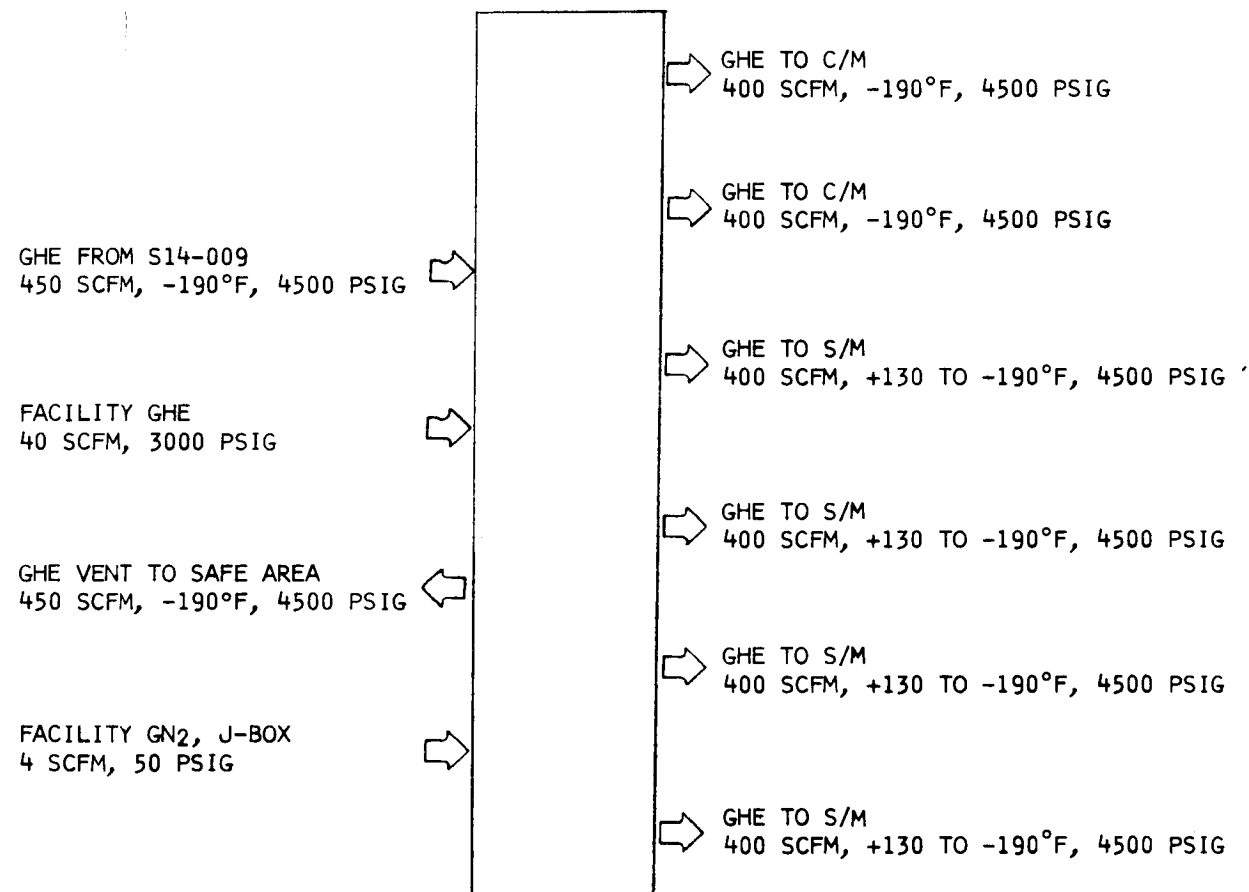 GHE TO C/M
400 SCFM, -190°F, 4500 PSIG
GHE TO C/M
400 SCFM, -190°F, 4500 PSIG
GHE FROM S14-009
450 SCFM, -190°F, 4500 PSIG
GHE TO S/M
400 SCFM, +130 TO -190°F, 4500 PSIG
FACILITY GHE
40 SCFM, 3000 PSIG
GHE TO S/M
400 SCFM, +130 TO -190°F, 4500 PSIG
GHE VENT TO SAFE AREA
450 SCFM, -190°F, 4500 PSIG
GHE TO S/M
400 SCFM, +130 TO -190°F, 4500 PSIG
FACILITY GN2, J-BOX
4 SCFM, 50 PSIG
GHE TO S/M
400 SCFM, +130 TO -190°F, 4500 PSIG